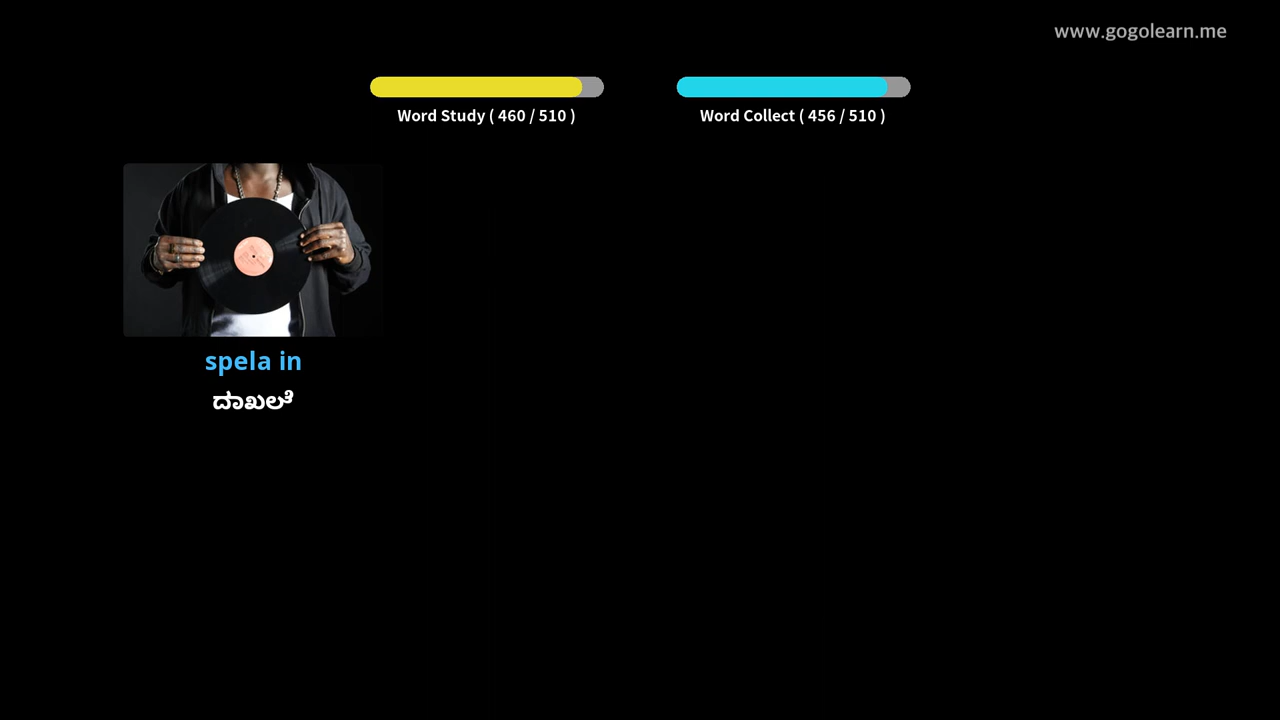 www.gogolearn.me
Word Study ( 460 / 510 )
Word Collect ( 456 / 510 )
spela in
ದಾಖಲೆ